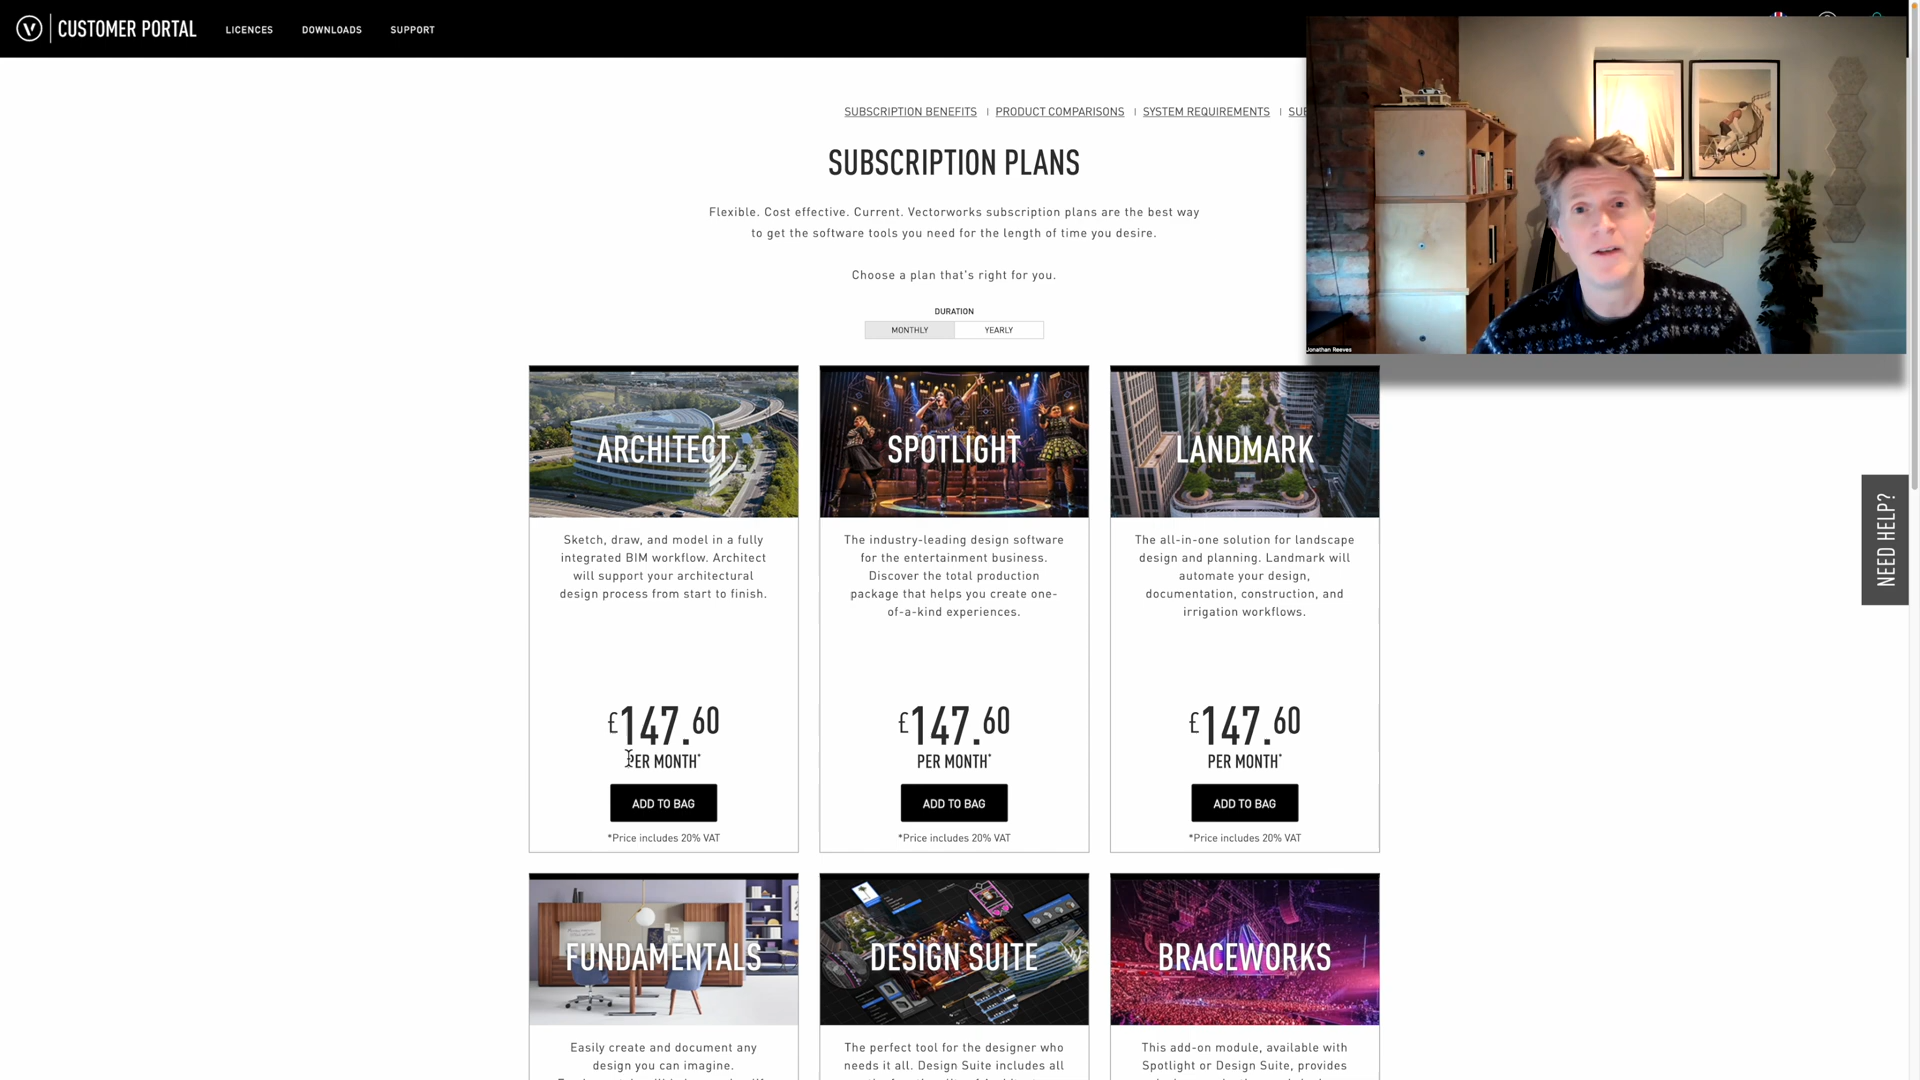 CUSTOMER PORTAL
LICENCES
DOWNLOADS
SUPPORT
SUBSCRIPTION BENEFITS | PRODUCT COMPARISONS | SYSTEM REQUIREMENTS |
SUBSCRIPTION PLANS
Flexible. Cost effective. Current. Vectorworks subscription plans are the best way
to get the software tools you need for the length of time you desire.
Choose a plan that's right for you.
DURATION
MONTHLY
YEARLY
Jonathan Reeves
ARCHITECT
Sketch, draw, and model in a fully
integrated BIM workflow. Architect
will support your architectural
design process from start to finish.
£147.60
PER MONTH*
ADD TO BAG
*Price includes 20% VAT
SPOTLIGHT
The industry-leading design software
for the entertainment business.
Discover the total production
package that helps you create one-
of-a-kind experiences.
£147.60
PER MONTH*
ADD TO BAG
*Price includes 20% VAT
LANDMARK
The all-in-one solution for landscape
design and planning. Landmark will
automate your design,
documentation, construction, and
irrigation workflows.
£147.60
PER MONTH*
ADD TO BAG
*Price includes 20% VAT
NEED HELP?
FUNDAMENTALS
Easily create and document any
design you can imagine.
DESIGN SUITE
The perfect tool for the designer who
needs it all. Design Suite includes all
BRACEWORKS
This add-on module, available with
Spotlight or Design Suite, provides